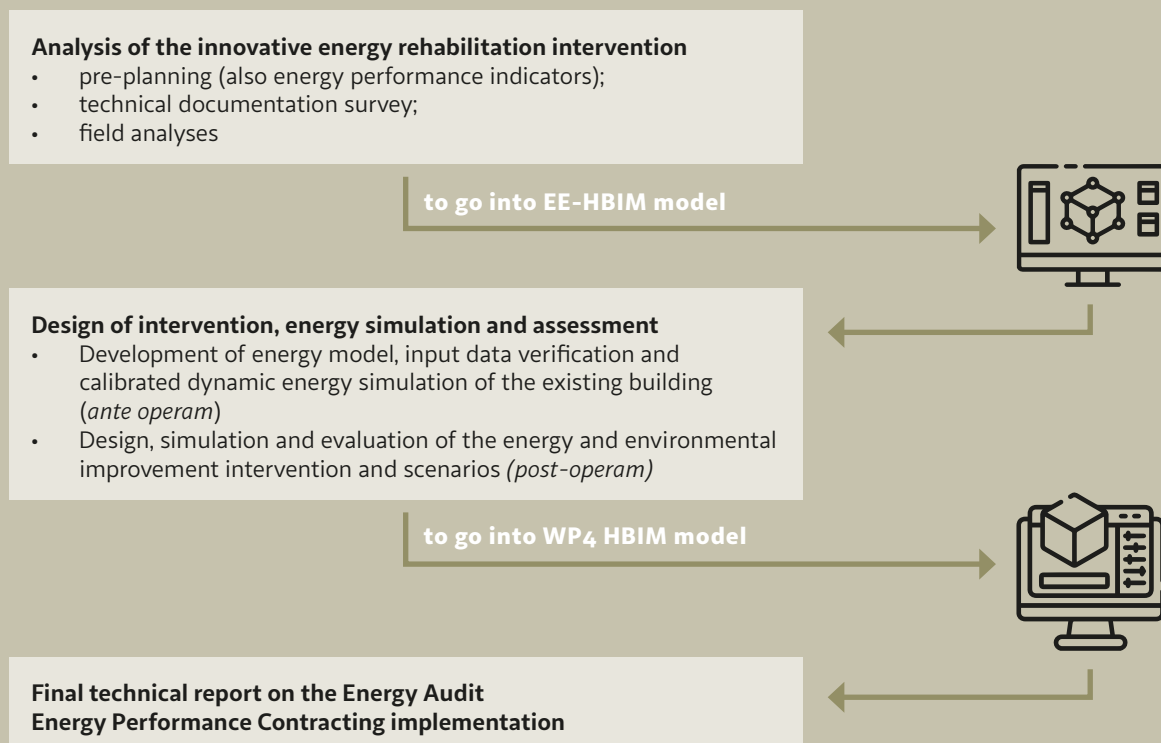 Analysis of the innovative energy rehabilitation intervention
• pre-planning (also energy performance indicators);
• technical documentation survey;
• field analyses
to go into EE-HBIM model
Design of intervention, energy simulation and assessment
• Development of energy model, input data verification and
calibrated dynamic energy simulation of the existing building
(ante operam)
• Design, simulation and evaluation of the energy and environmental
improvement intervention and scenarios (post-operam)
to go into WP4 HBIM model
Final technical report on the Energy Audit
Energy Performance Contracting implementation